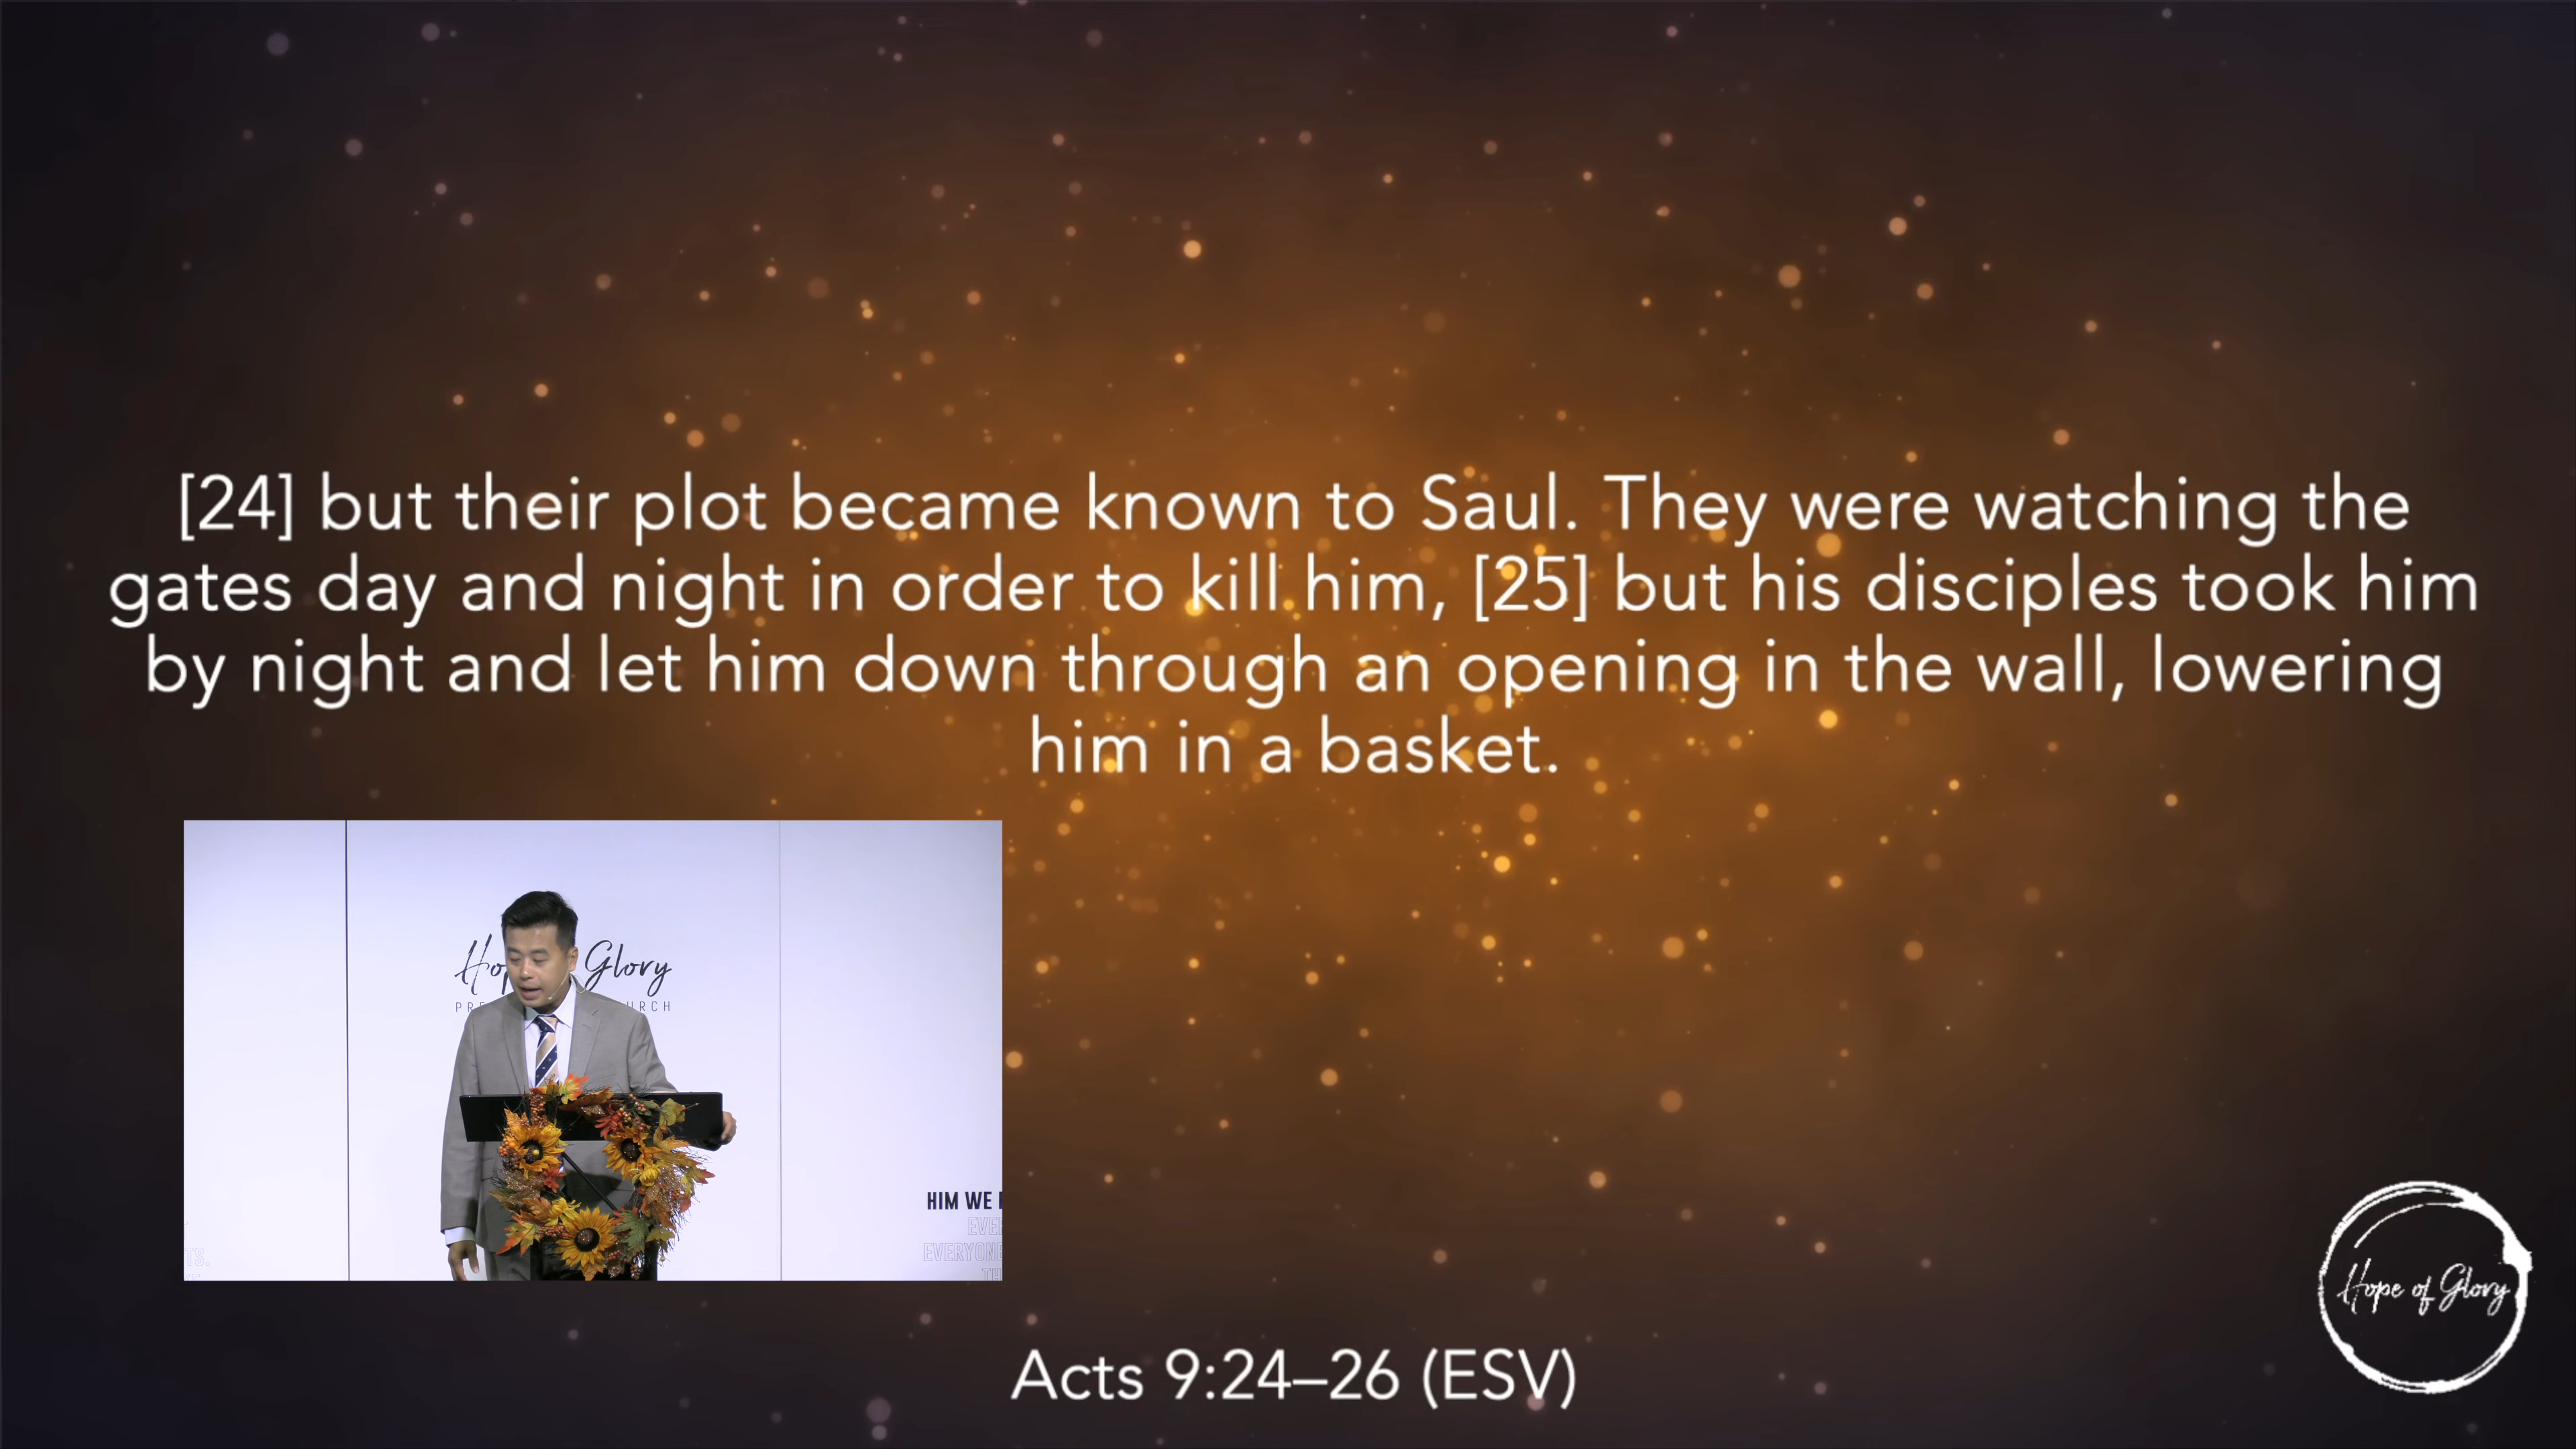 [24] but their plot became known to Saul. They were watching the
gates day and night in order to kill him, [25] but his disciples took him
by night and let him down through an opening in the wall, lowering
him in a basket.
Glory
HIM WE
Acts 9:24–26 (ESV)
Hope of Glory